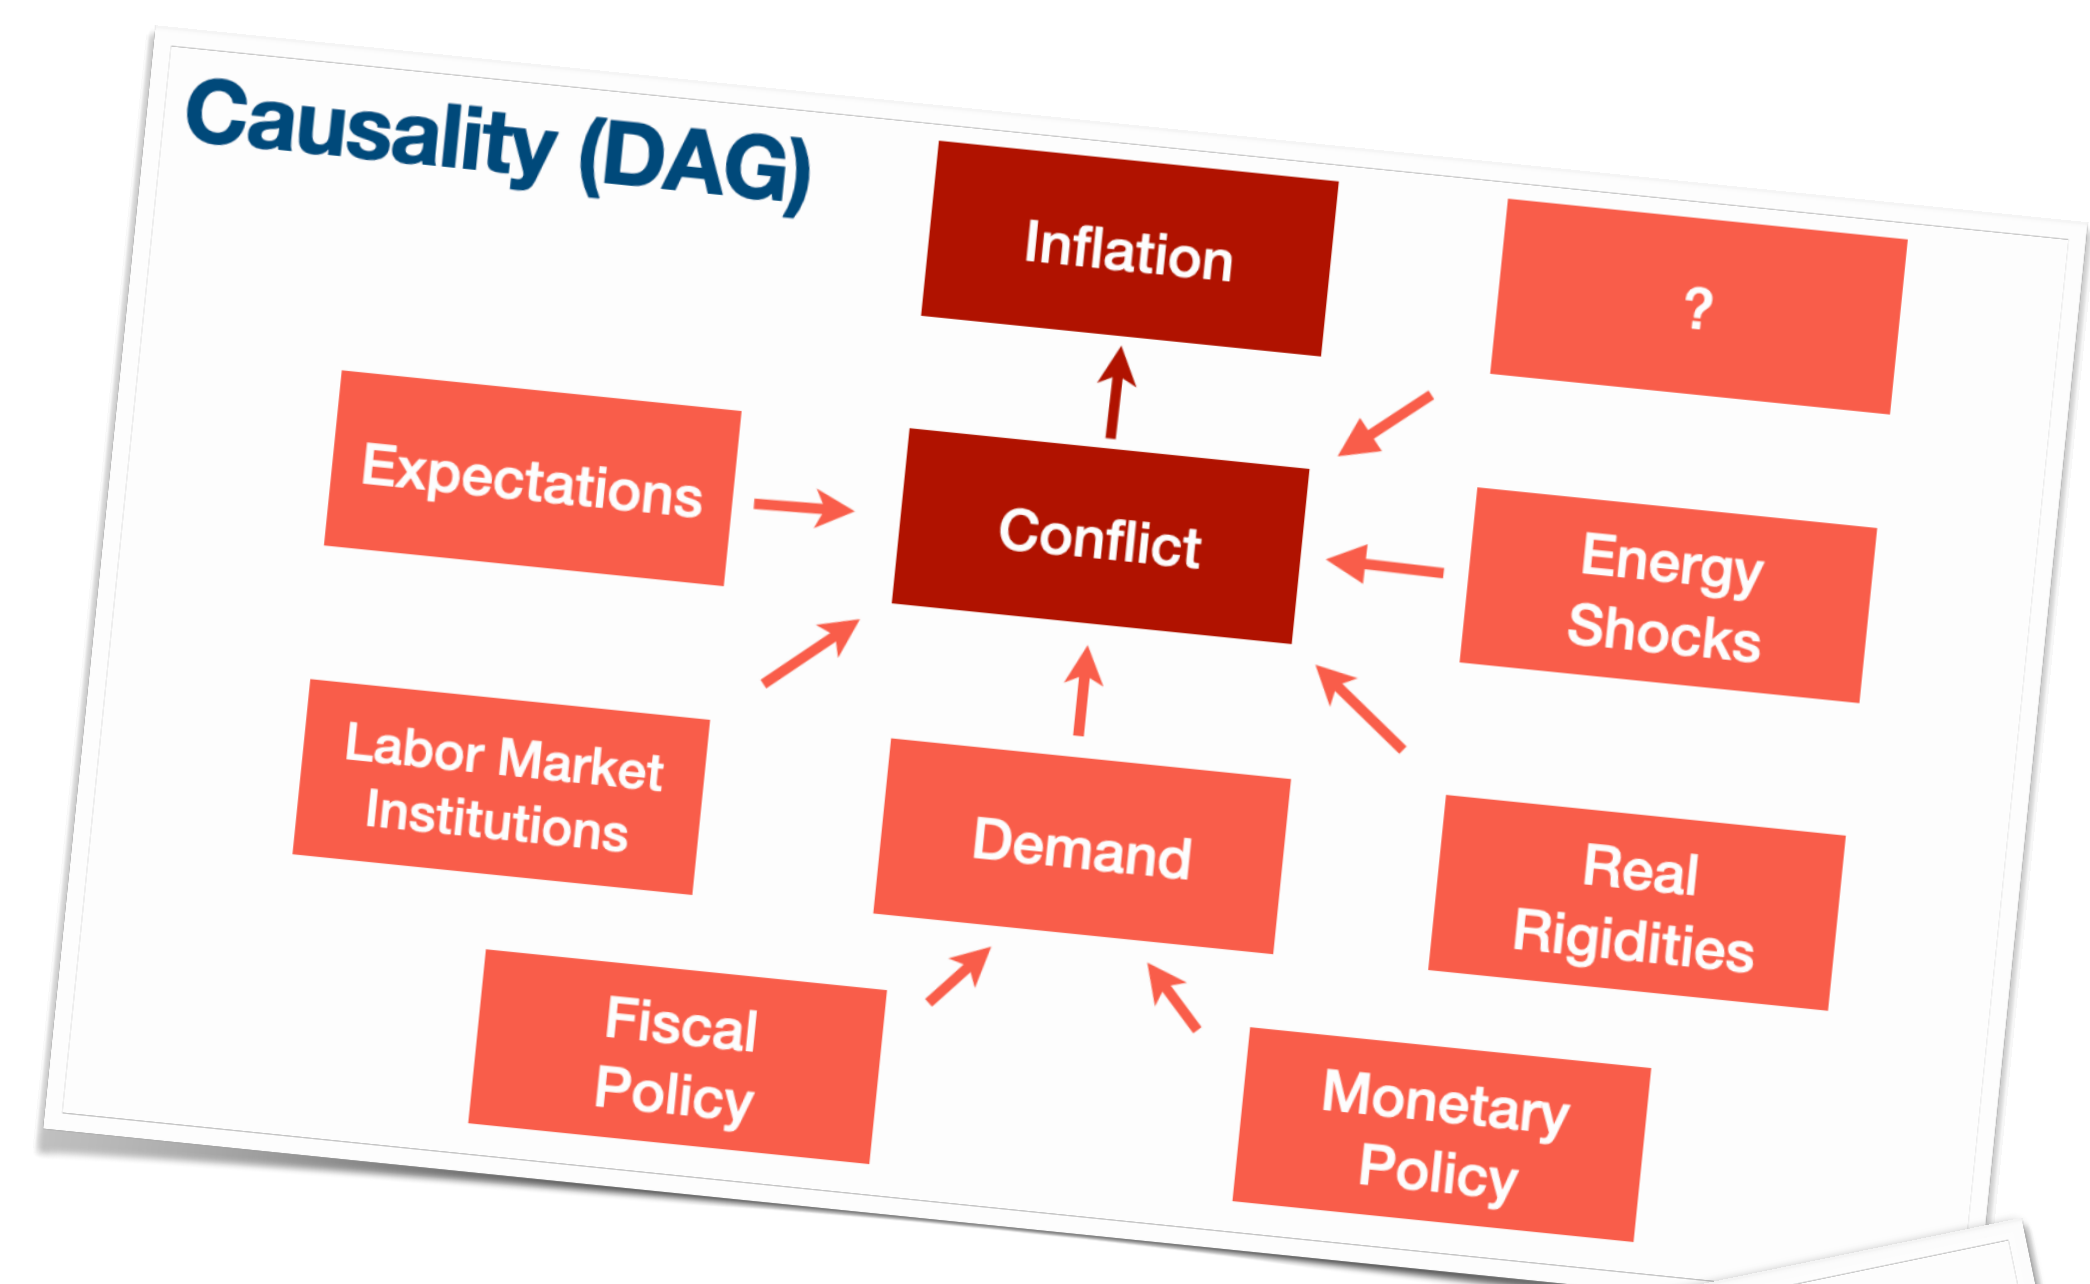 Causality (DAG)
Inflation
?
Expectations
Conflict
Energy
Shocks
Labor Market
Institutions
Demand
Real
Rigidities
Fiscal
Policy
Monetary
Policy